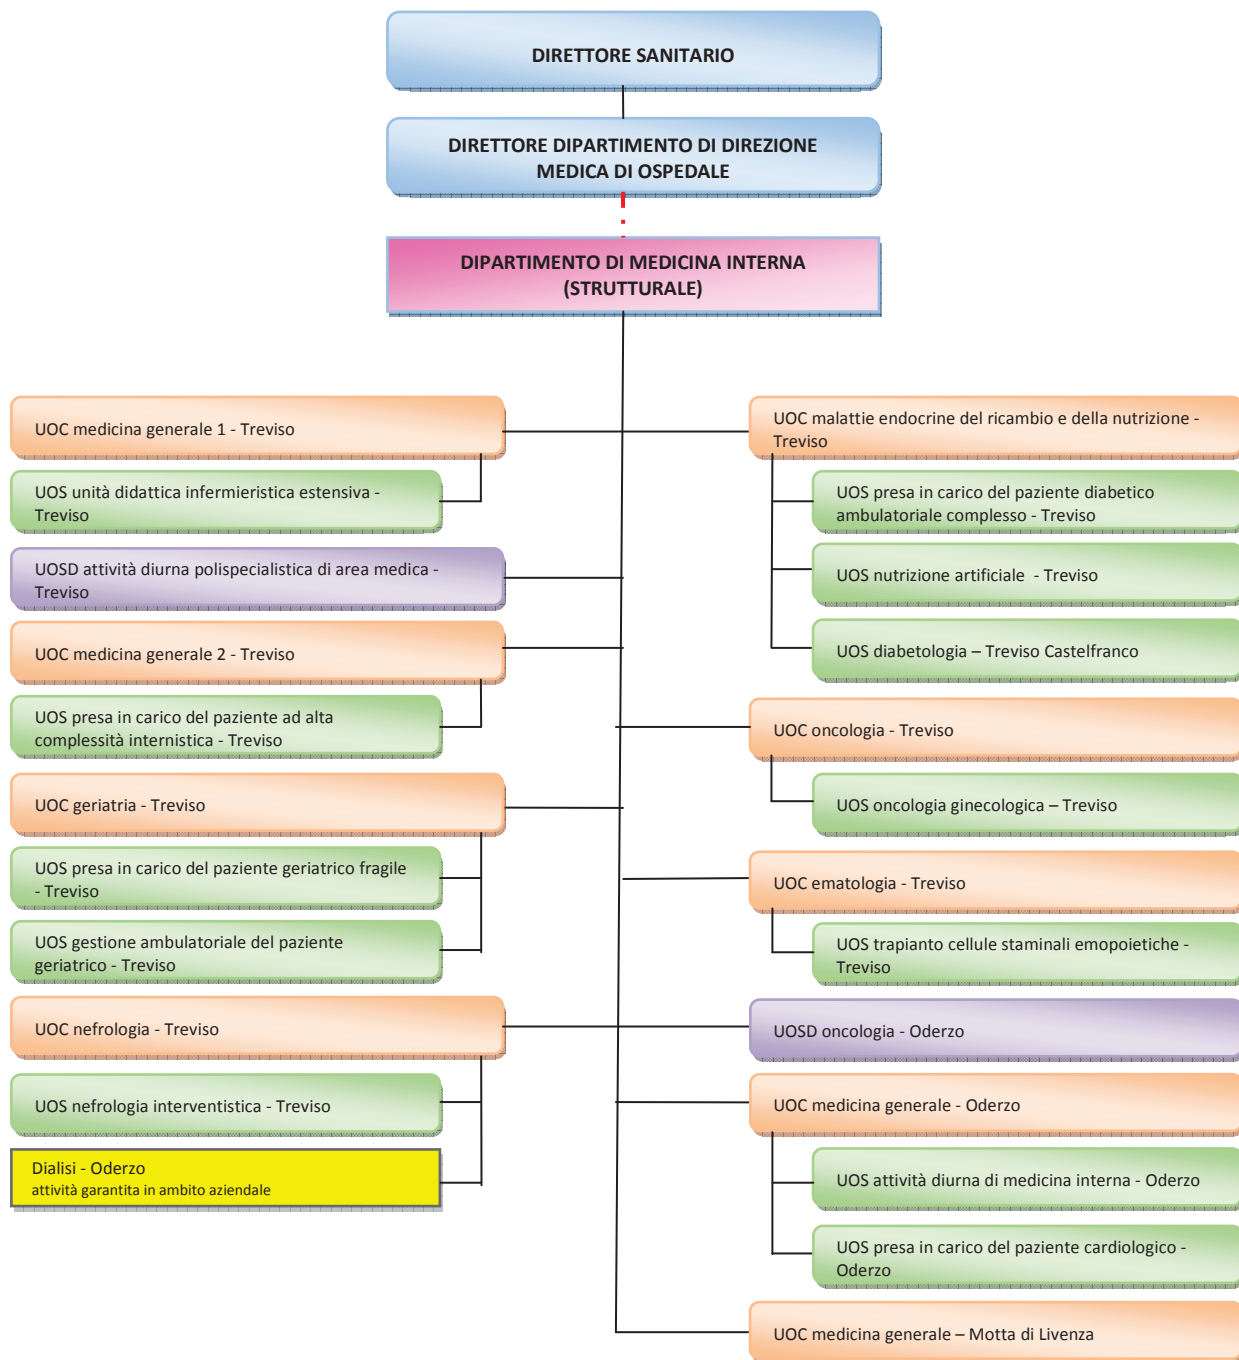 DIRETTORE SANITARIO
DIRETTORE DIPARTIMENTO DI DIREZIONE
MEDICA DI OSPEDALE
DIPARTIMENTO DI MEDICINA INTERNA
(STRUTTURALE)
UOC medicina generale 1 - Treviso
UOS unità didattica infermieristica estensiva -
Treviso
UOSD attività diurna polispecialistica di area medica -
Treviso
UOC medicina generale 2 - Treviso
UOS presa in carico del paziente ad alta
complessità internistica - Treviso
UOC geriatria - Treviso
UOS presa in carico del paziente geriatrico fragile
- Treviso
UOS gestione ambulatoriale del paziente
geriatrico - Treviso
UOC nefrologia - Treviso
UOS nefrologia interventistica - Treviso
Dialisi - Oderzo
attività garantita in ambito aziendale
UOC malattie endocrine del ricambio e della nutrizione -
Treviso
UOS presa in carico del paziente diabetico
ambulatoriale complesso - Treviso
UOS nutrizione artificiale - Treviso
UOS diabetologia – Treviso Castelfranco
UOC oncologia - Treviso
UOS oncologia ginecologica – Treviso
UOC ematologia - Treviso
UOS trapianto cellule staminali emopoietiche -
Treviso
UOSD oncologia - Oderzo
UOC medicina generale - Oderzo
UOS attività diurna di medicina interna - Oderzo
UOS presa in carico del paziente cardiologico -
Oderzo
UOC medicina generale – Motta di Livenza